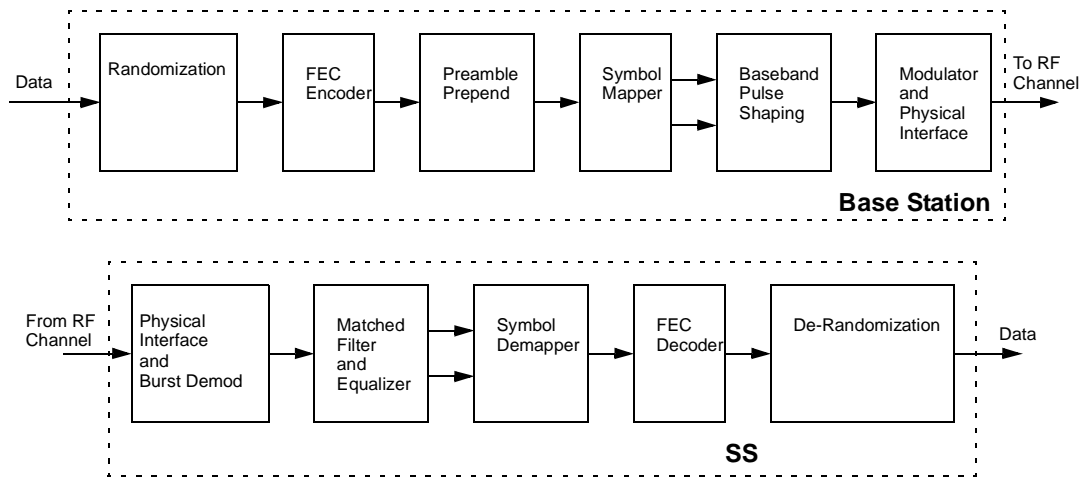 Data
Randomization
FEC
Encoder
Preamble
Prepend
Symbol
Mapper
Baseband
Pulse
Shaping
Modulator
and
Physical
Interface
To RF
Channel
Base Station
From RF
Channel
Physical
Interface
and
Burst Demod
Matched
Filter
and
Equalizer
Symbol
Demapper
FEC
Decoder
De-Randomization
Data
SS